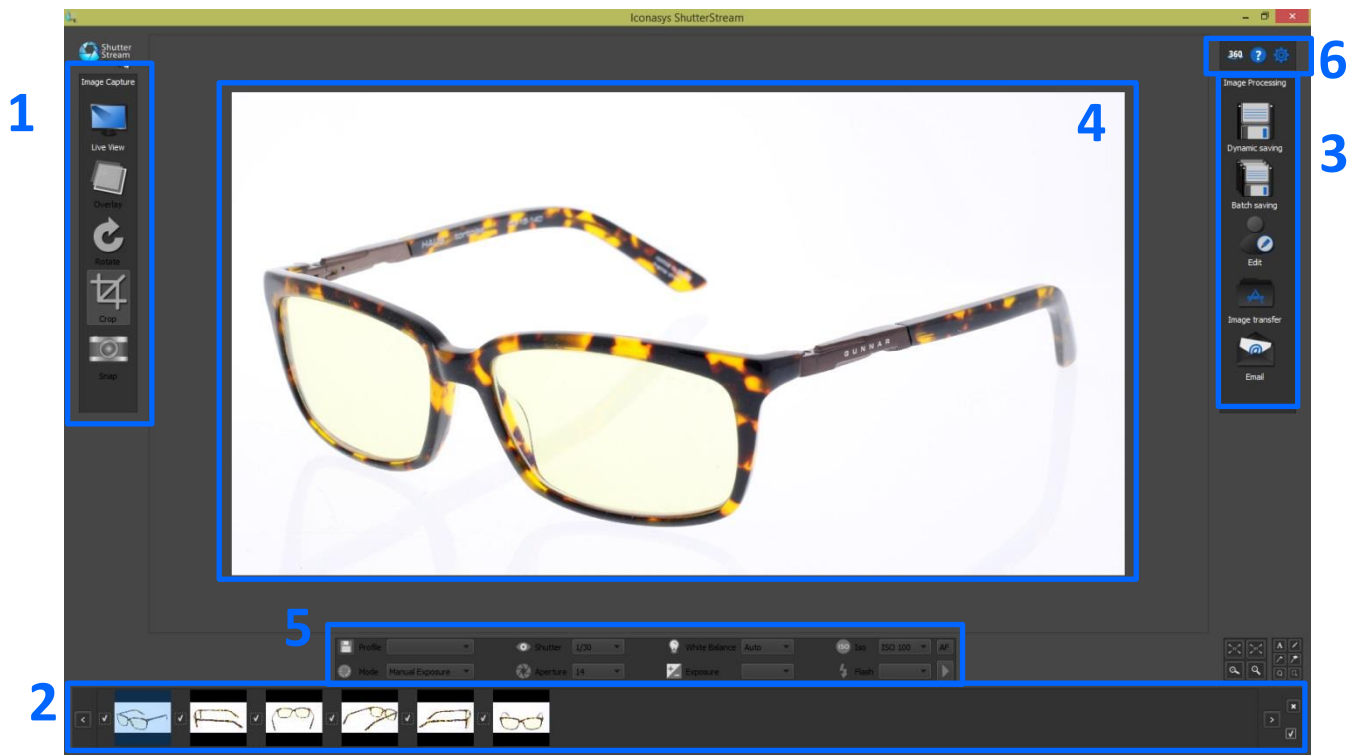 Iconasys ShutterStream
Shutter
Stream
360 ?
6
1
Image Capture
Live View
Overlay
Rotate
Crop
Snap
4
GUNNAR
Image Processing
3
Dynamic saving
Batch saving
Edit
Image transfer
@
Email
5
Profile Shutter 1/30 White Balance Auto ISO Iso ISO 100 AF
Mode Manual Exposure Aperture 14 Exposure Flash
A
2
< >